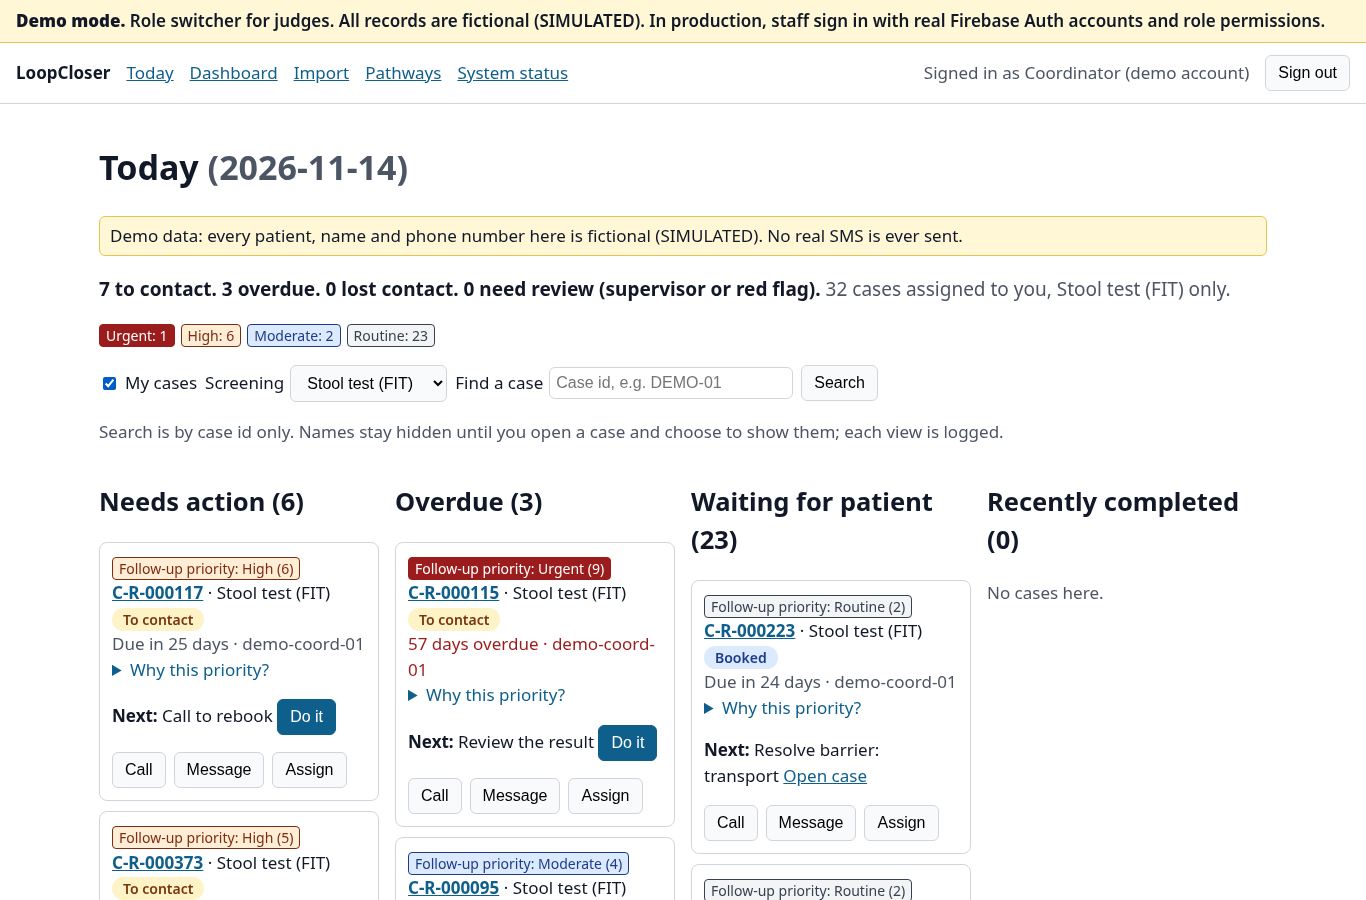 Demo mode. Role switcher for judges. All records are fictional (SIMULATED). In production, staff sign in with real Firebase Auth accounts and role permissions.
LoopCloser Today Dashboard Import Pathways System status Signed in as Coordinator (demo account) Sign out
Today (2026-11-14)
Demo data: every patient, name and phone number here is fictional (SIMULATED). No real SMS is ever sent.
7 to contact. 3 overdue. 0 lost contact. 0 need review (supervisor or red flag). 32 cases assigned to you, Stool test (FIT) only.
Urgent: 1 High: 6 Moderate: 2 Routine: 23
My cases Screening Stool test (FIT) Find a case Case id, e.g. DEMO-01 Search
Search is by case id only. Names stay hidden until you open a case and choose to show them; each view is logged.
Needs action (6)
Follow-up priority: High (6)
C-R-000117 · Stool test (FIT)
To contact
Due in 25 days · demo-coord-01
Why this priority?
Next: Call to rebook Do it
Call Message Assign
Follow-up priority: High (5)
C-R-000373 · Stool test (FIT)
To contact
Overdue (3)
Follow-up priority: Urgent (9)
C-R-000115 · Stool test (FIT)
To contact
57 days overdue · demo-coord-
01
Why this priority?
Next: Review the result Do it
Call Message Assign
Follow-up priority: Moderate (4)
C-R-000095 · Stool test (FIT)
Waiting for patient
(23)
Follow-up priority: Routine (2)
C-R-000223 · Stool test (FIT)
Booked
Due in 24 days · demo-coord-01
Why this priority?
Next: Resolve barrier:
transport Open case
Call Message Assign
Follow-up priority: Routine (2)
Recently completed
(0)
No cases here.